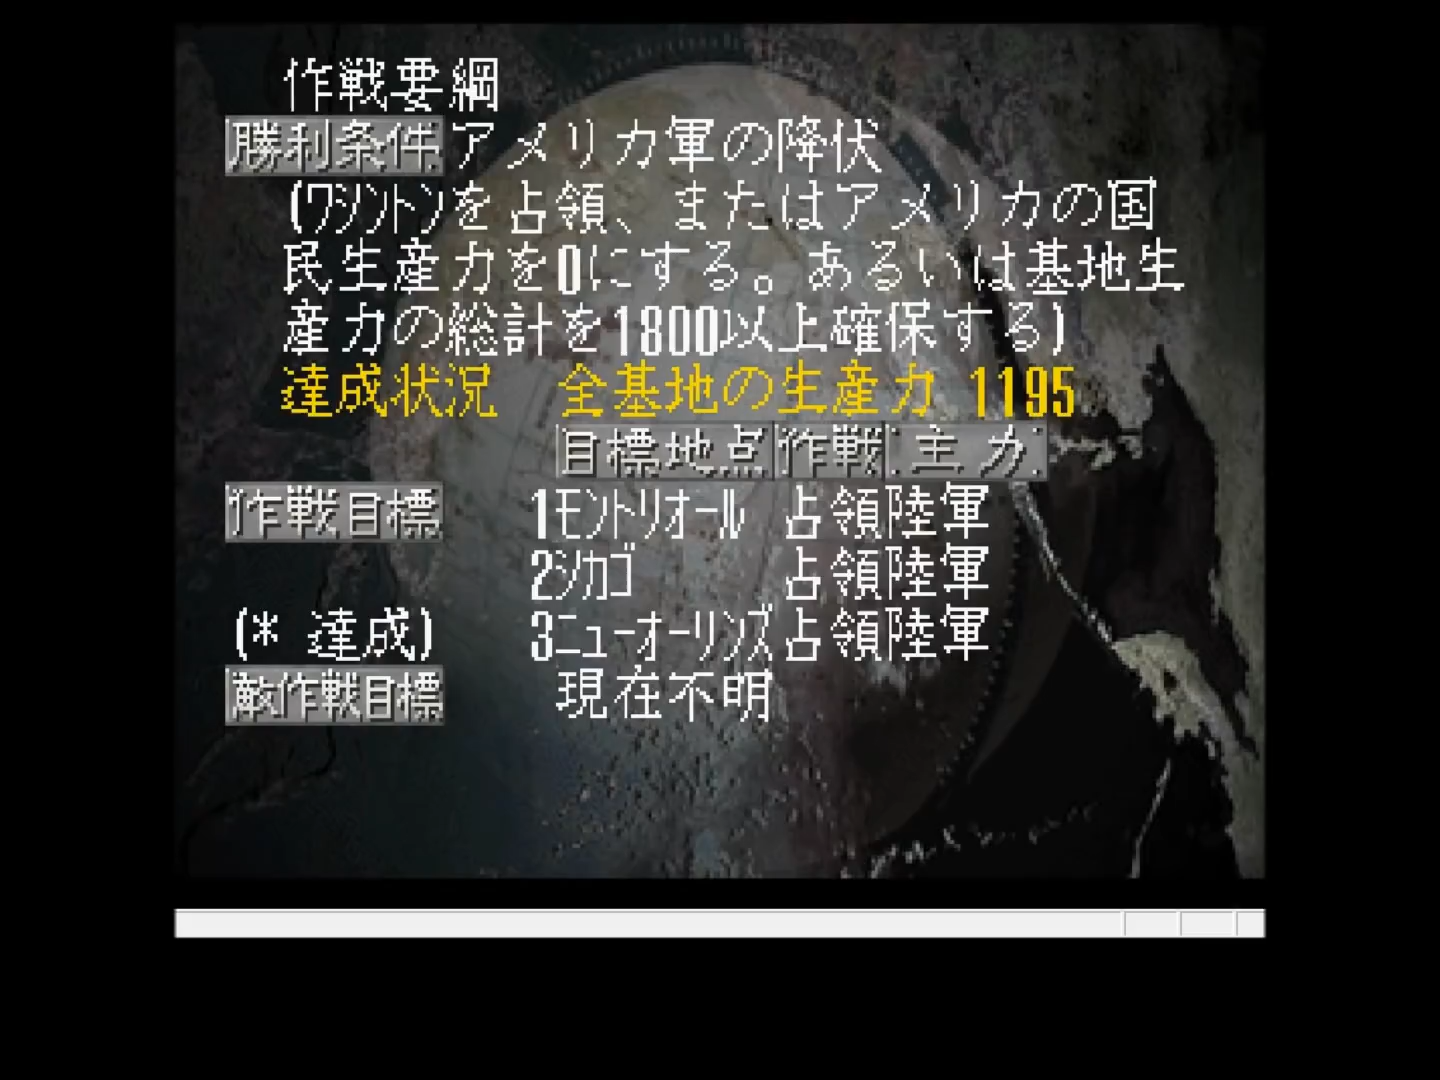 作戦要綱
勝利条件 アメリカ軍の降伏
(ワシントンを占領、またはアメリカの国
民生産力を0にする。あるいは基地生
産力の総計を1800以上確保する)
達成状況 全基地の生産力 1195
目標地点 作戦 主力
作戦目標 1モントリオール 占領陸軍
2シカゴ 占領陸軍
(* 達成) 3ニューオーリンズ占領陸軍
敵作戦目標 現在不明